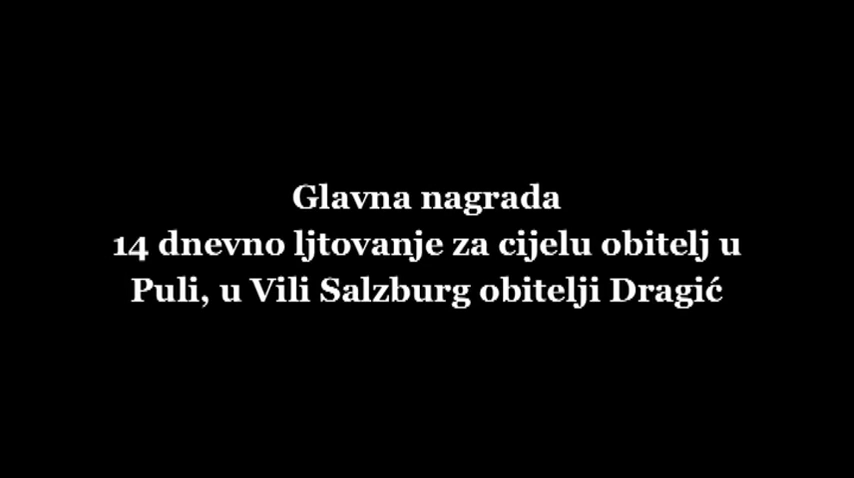 Glavna nagrada
14 dnevno ljtovanje za cijelu obitelj u
Puli, u Vili Salzburg obitelji Dragić